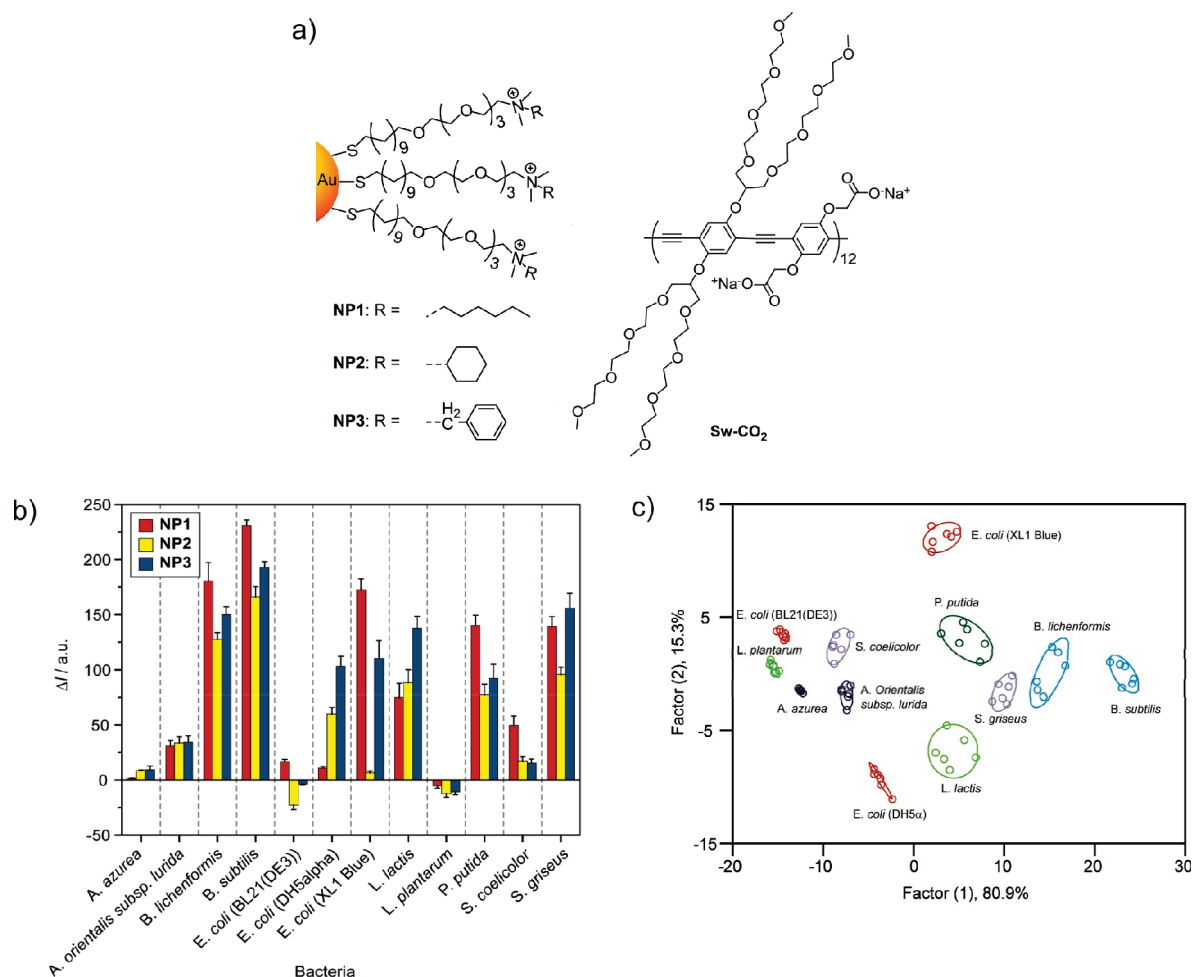 a)
Au
S
9
O
O
3
N
⊕
R
S
9
O
O
3
N
⊕
R
S
9
O
O
3
N
⊕
R
NP1: R =
NP2: R =
NP3: R =
H2
C
O
O
O
O
O
O
O
O
O
O
O
O-Na+
O
O
12
O
O
+Na-O
O
O
O
O
O
O
O
O
O
O
O
Sw-CO2
b)
250
200
150
100
50
0
-50
ΔI / a.u.
NP1
NP2
NP3
A. azurea
A. orientalis subsp. lurida
B. lichenformis
B. subtilis
E. coli (BL21(DE3))
E. coli (DH5alpha)
E. coli (XL1 Blue)
L. lactis
L. plantarum
P. putida
S. coelicolor
S. griseus
Bacteria
c)
15
5
-5
-15
Factor (2), 15.3%
E. coli (XL1 Blue)
E. coli (BL21(DE3))
P. putida
B. lichenformis
L. plantarum
S. coelicolor
A. azurea
A. Orientalis
subsp. lurida
S. griseus
B. subtilis
L. lactis
E. coli (DH5α)
-20
-10
0
10
20
30
Factor (1), 80.9%